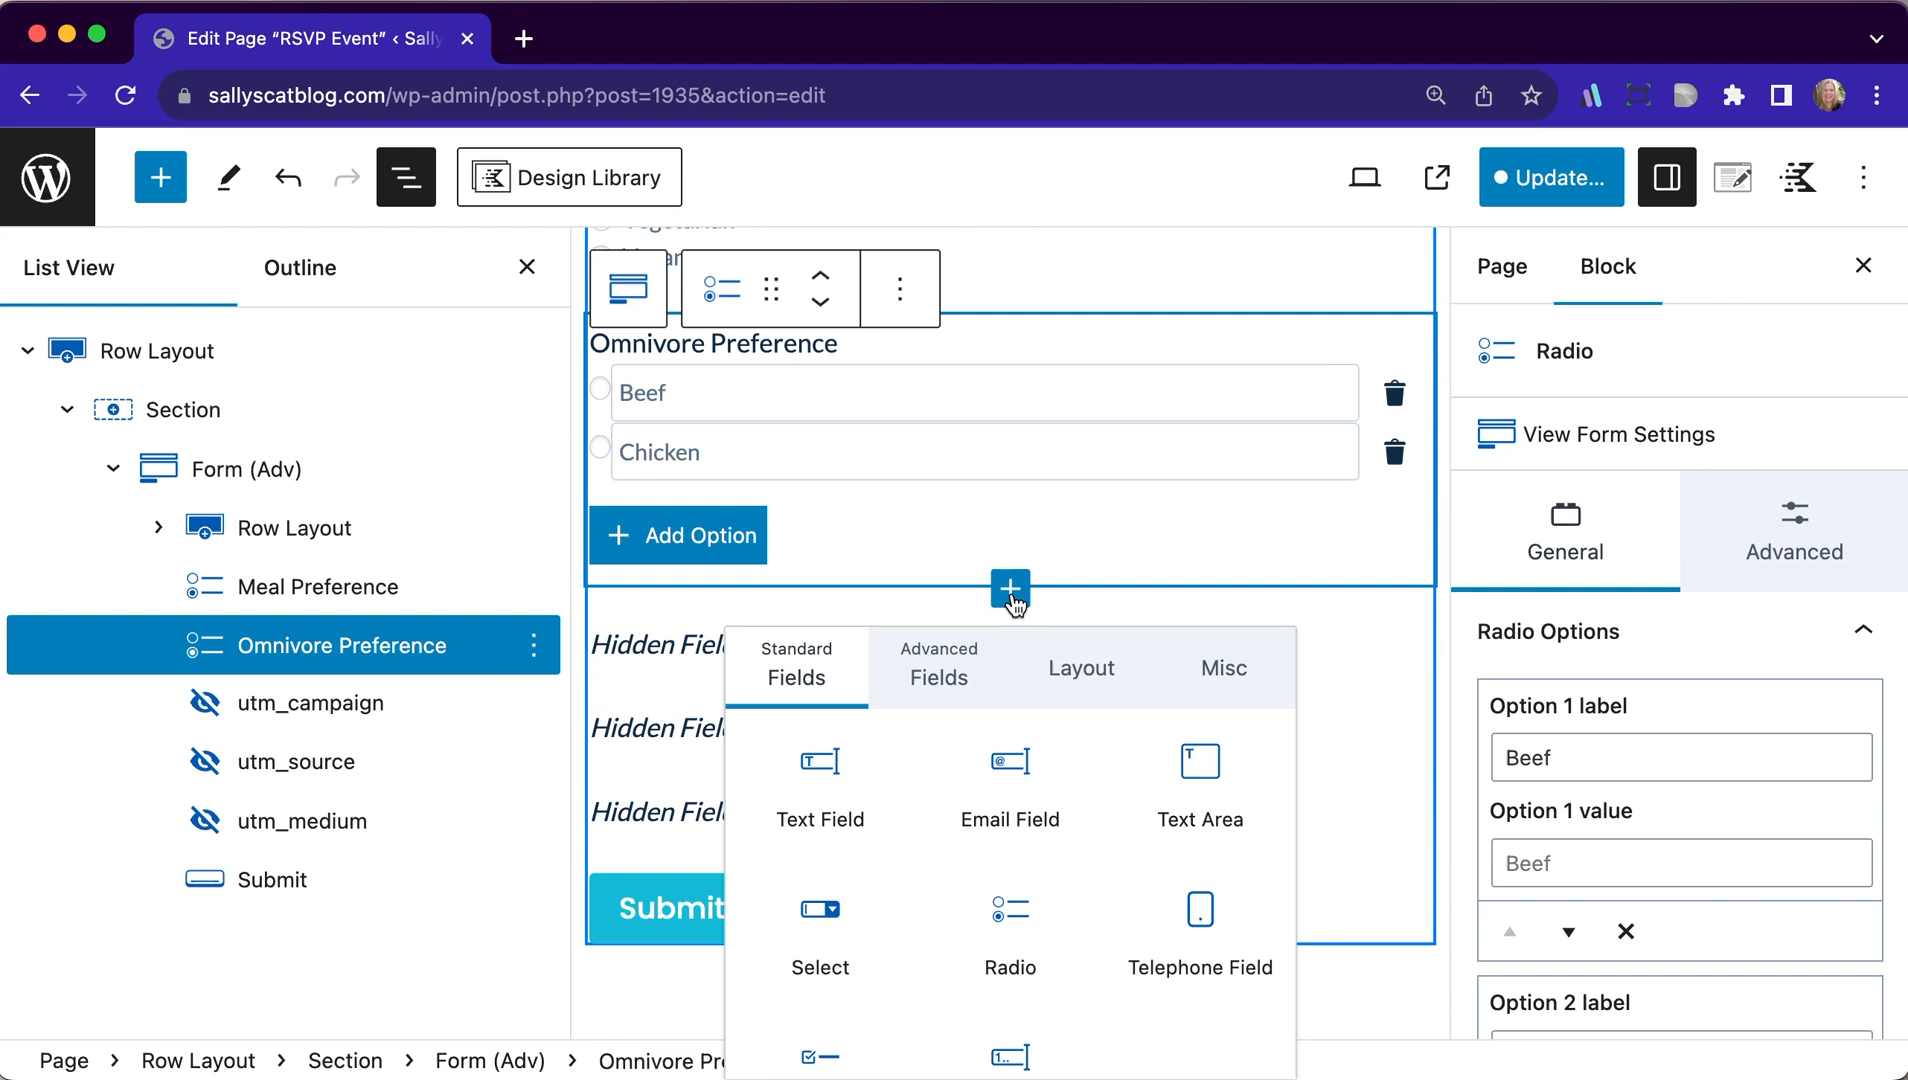 Edit Page “RSVP Event” ‹ Sally
sallyscatblog.com/wp-admin/post.php?post=1935&action=edit
Design Library
Update...
List View
Outline
Row Layout
Section
Form (Adv)
Row Layout
Meal Preference
Omnivore Preference
utm_campaign
utm_source
utm_medium
Submit
Omnivore Preference
Beef
Chicken
Add Option
Hidden Fiel
Hidden Fiel
Hidden Fiel
Submit
Standard
Fields
Advanced
Fields
Layout
Misc
Text Field
Email Field
Text Area
Select
Radio
Telephone Field
Page
Block
Radio
View Form Settings
General
Advanced
Radio Options
Option 1 label
Beef
Option 1 value
Beef
Option 2 label
Page > Row Layout > Section > Form (Adv) > Omnivore Pr